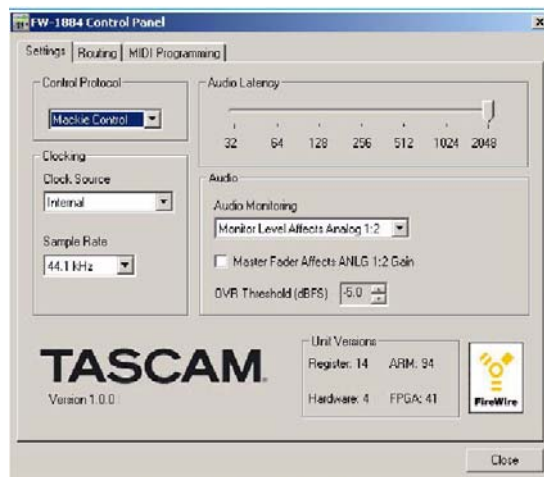 FW-1884 Control Panel
Settings
Routing
MIDI Programming
Control Protocol
Mackie Control
Clocking
Clock Source
Internal
Sample Rate
44.1 kHz
Audio Latency
32 64 128 256 512 1024 2048
Audio
Audio Monitoring
Monitor Level Affects Analog 1:2
Master Fader Affects ANLG 1:2 Gain
OVR Threshold (dBFS) -5.0
TASCAM.
Version 1.0.0
Unit Versions
Register: 14 ARM: 94
Hardware: 4 FPGA: 41
FireWire
Close